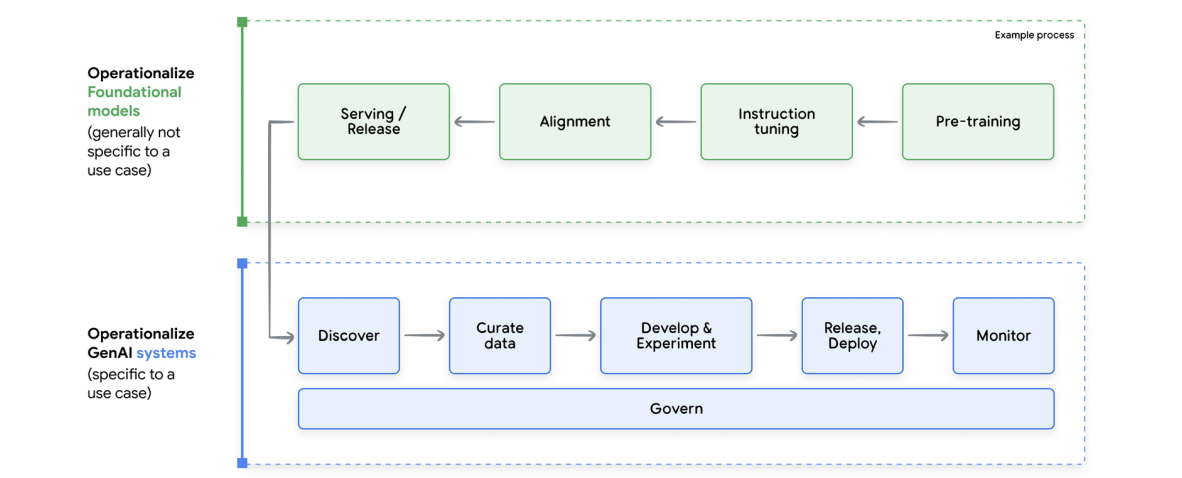 Example process
Operationalize
Foundational
models
(generally not
specific to a
use case)
Serving /
Release
Alignment
Instruction
tuning
Pre-training
Operationalize
GenAI systems
(specific to a
use case)
Discover
Curate
data
Develop &
Experiment
Release,
Deploy
Monitor
Govern